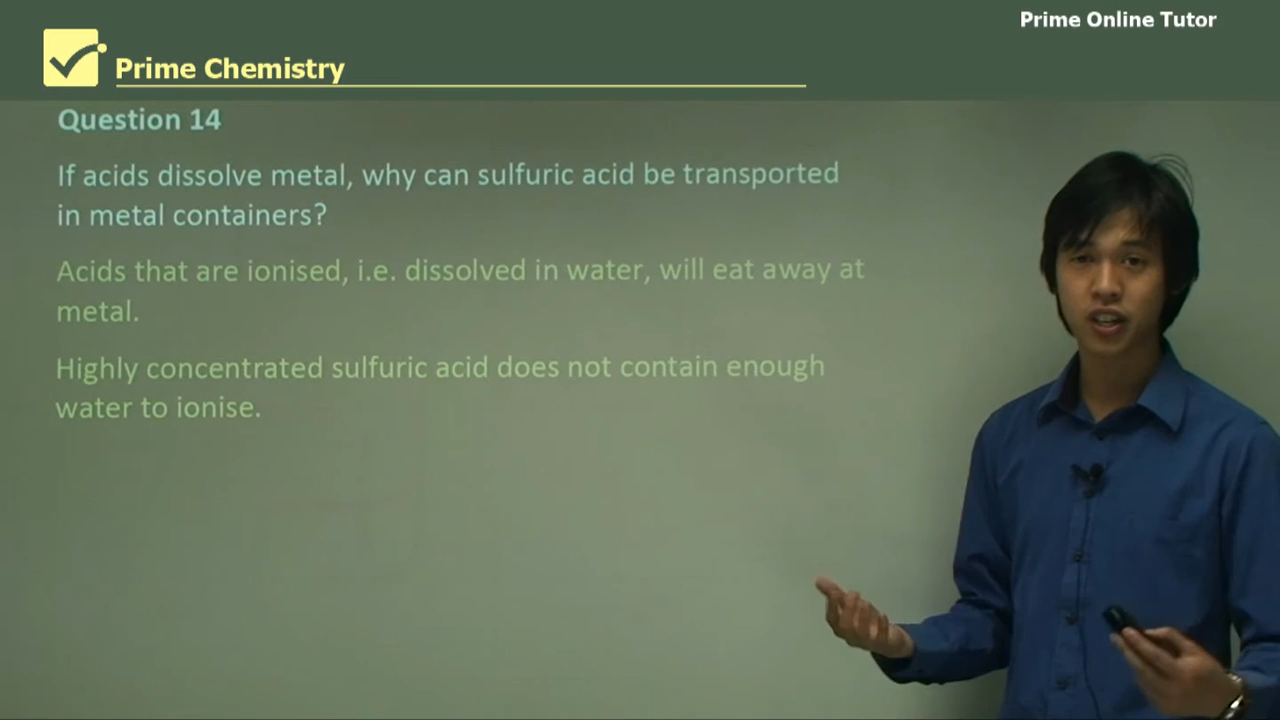 Prime Online Tutor
Prime Chemistry
Question 14
If acids dissolve metal, why can sulfuric acid be transported
in metal containers?
Acids that are ionised, i.e. dissolved in water, will eat away at
metal.
Highly concentrated sulfuric acid does not contain enough
water to ionise.